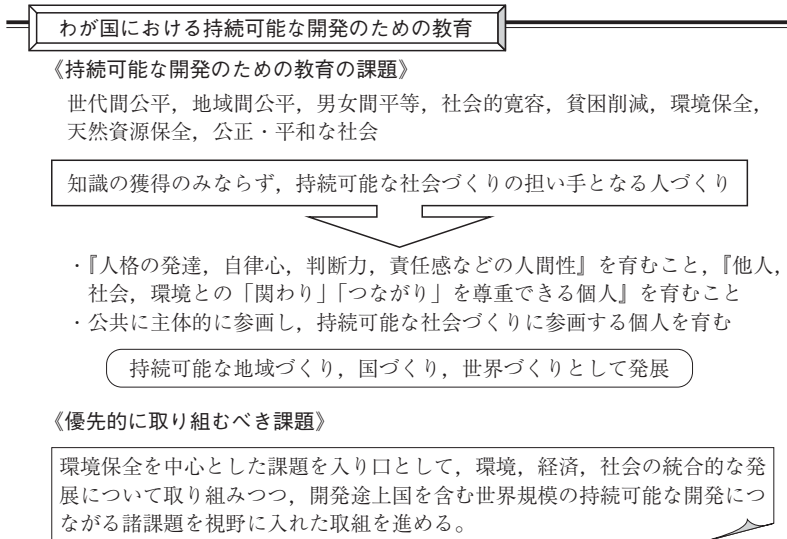 わが国における持続可能な開発のための教育
《持続可能な開発のための教育の課題》
世代間公平，地域間公平，男女間平等，社会的寛容，貧困削減，環境保全，
天然資源保全，公正・平和な社会
知識の獲得のみならず，持続可能な社会づくりの担い手となる人づくり
・『人格の発達，自律心，判断力，責任感などの人間性』を育むこと，『他人，
社会，環境との「関わり」「つながり」を尊重できる個人』を育むこと
・公共に主体的に参画し，持続可能な社会づくりに参画する個人を育む
持続可能な地域づくり，国づくり，世界づくりとして発展
《優先的に取り組むべき課題》
環境保全を中心とした課題を入り口として，環境，経済，社会の統合的な発
展について取り組みつつ，開発途上国を含む世界規模の持続可能な開発につ
ながる諸課題を視野に入れた取組を進める。